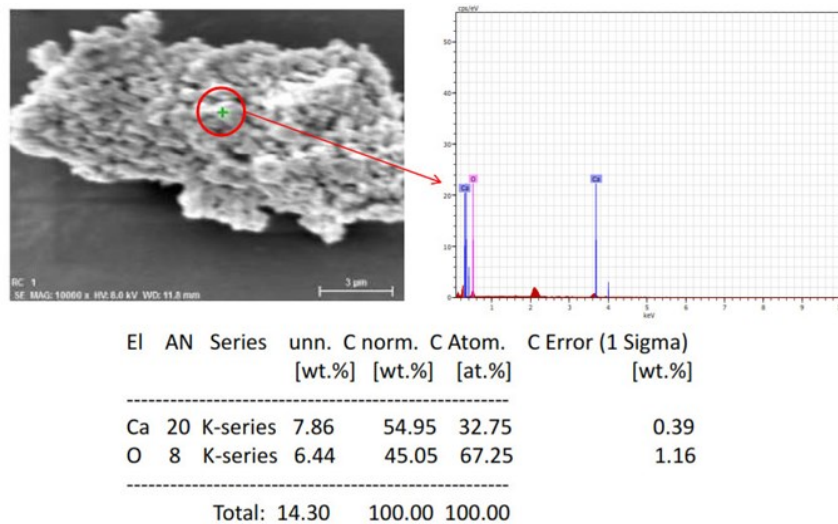 cps/eV
50
40
30
20
10
0
Ca O Ca
1 2 3 4 5 6 7 8 9
keV
RC 1
SE MAG: 10000 x HV: 8.0 kV WD: 11.8 mm
3 µm
El AN Series unn. C norm. C Atom. C Error (1 Sigma)
[wt.%] [wt.%] [at.%] [wt.%]
Ca 20 K-series 7.86 54.95 32.75 0.39
O 8 K-series 6.44 45.05 67.25 1.16
Total: 14.30 100.00 100.00